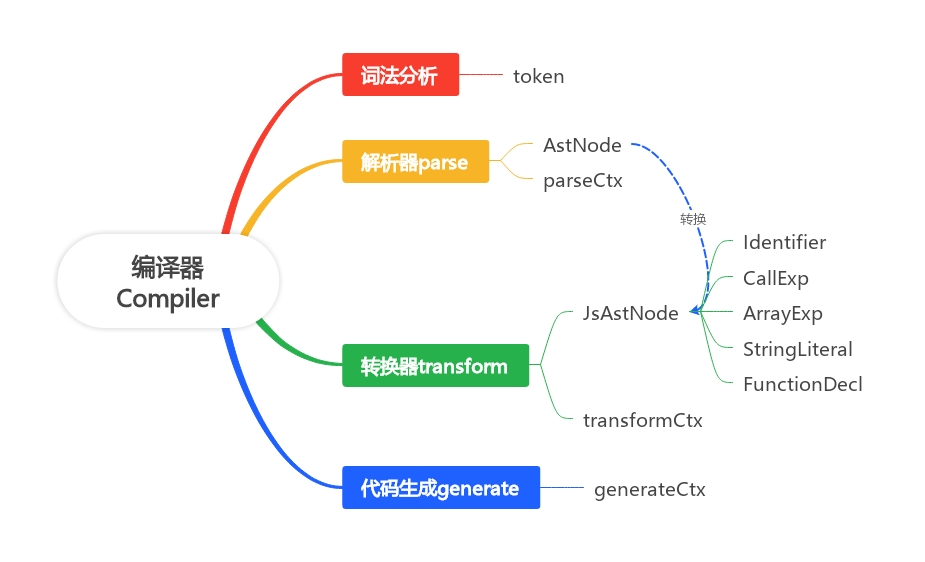 编译器
Compiler
词法分析
token
解析器parse
AstNode
parseCtx
转换
转换器transform
JsAstNode
Identifier
CallExp
ArrayExp
StringLiteral
FunctionDecl
transformCtx
代码生成generate
generateCtx